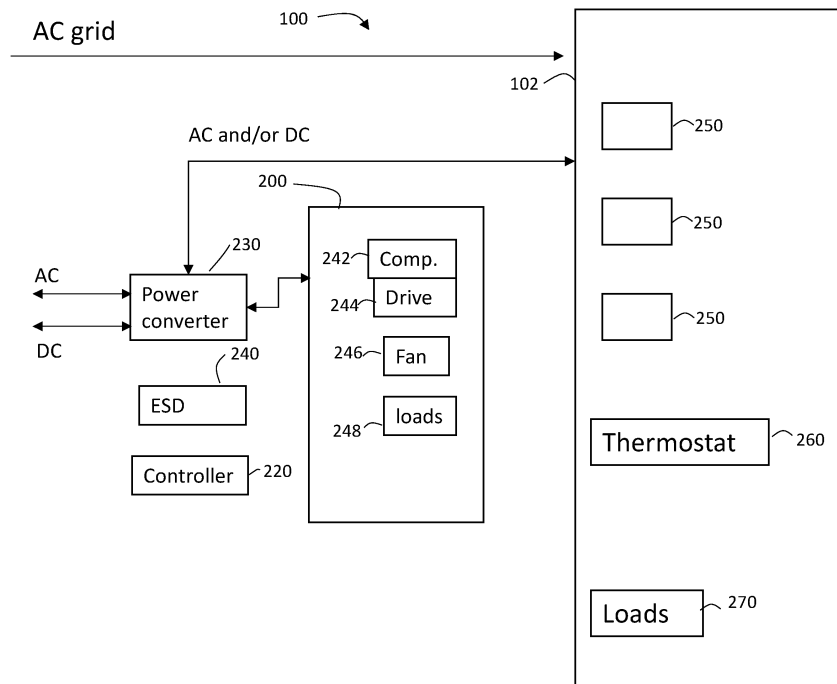 AC grid
100
102
250
AC and/or DC
200
250
230
242
Comp.
AC
Power
converter
244
Drive
250
DC
240
246
Fan
ESD
248
loads
Thermostat
260
Controller
220
Loads
270